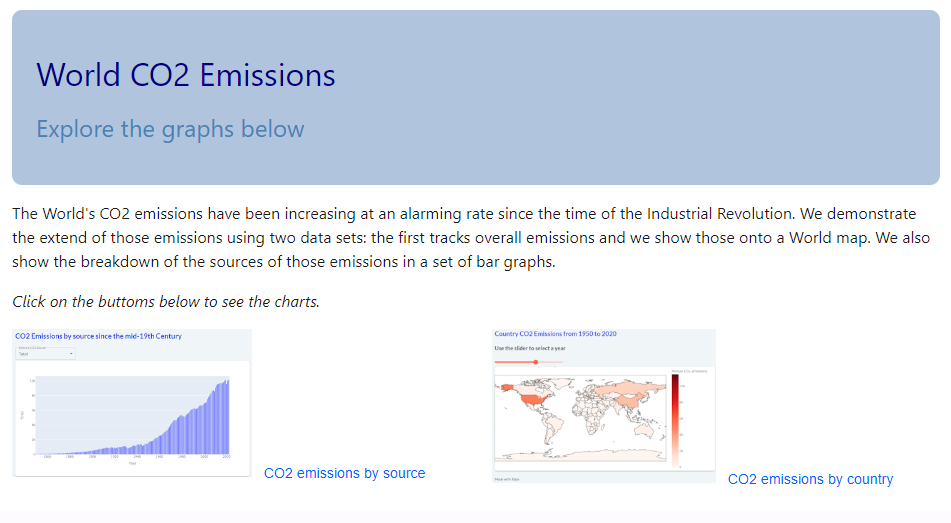 World CO2 Emissions
Explore the graphs below
The World's CO2 emissions have been increasing at an alarming rate since the time of the Industrial Revolution. We demonstrate
the extend of those emissions using two data sets: the first tracks overall emissions and we show those onto a World map. We also
show the breakdown of the sources of those emissions in a set of bar graphs.
Click on the buttoms below to see the charts.
CO2 Emissions by source since the mid-19th Century
Total
Year
CO2 emissions by source
Country CO2 Emissions from 1950 to 2020
Use the slider to select a year
CO2 emissions by country